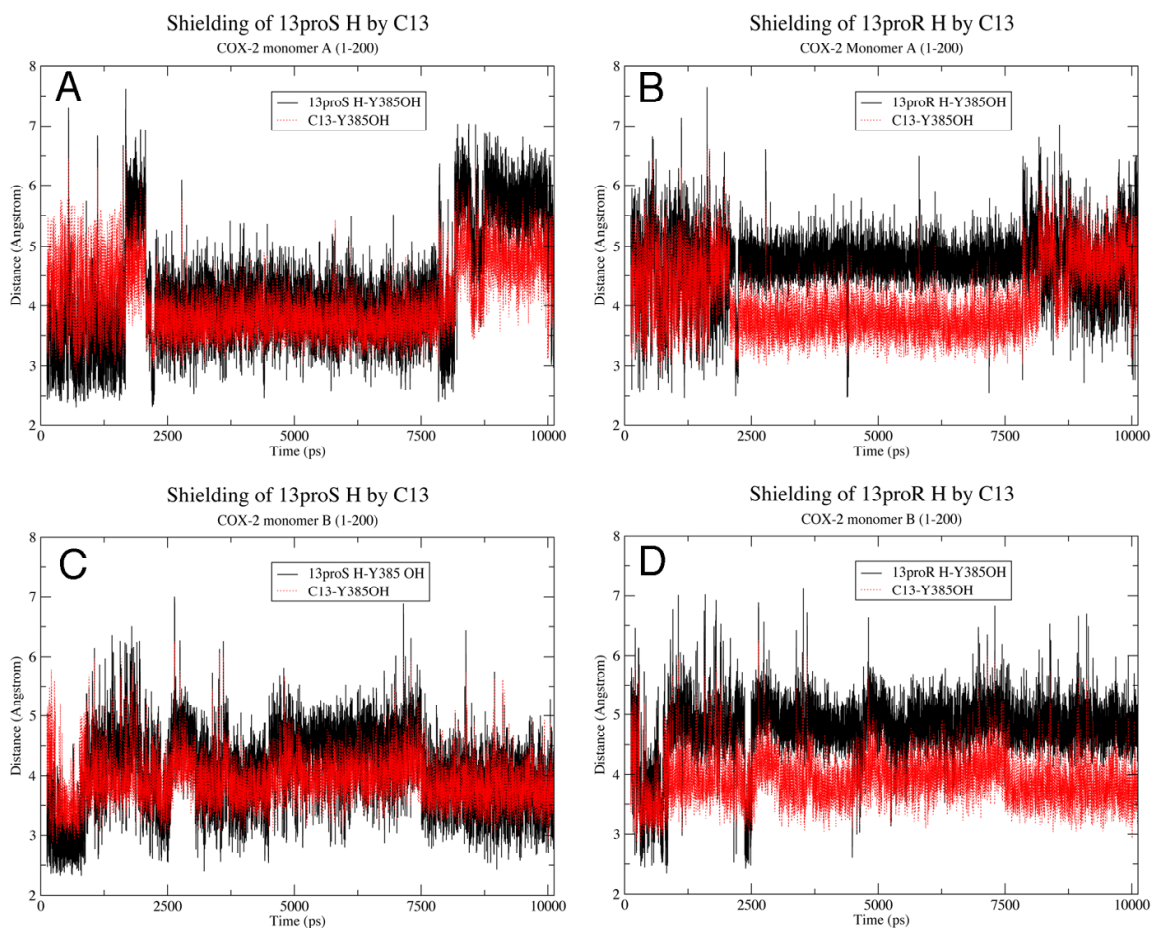 Shielding of 13proS H by C13
COX-2 monomer A (1-200)
A
13proS H-Y385OH
C13-Y385OH
8
7
6
5
4
3
2
Distance (Angstrom)
0 2500 5000 7500 10000
Time (ps)
Shielding of 13proR H by C13
COX-2 Monomer A (1-200)
B
13proR H-Y385OH
C13-Y385OH
8
7
6
5
4
3
2
Distance (Angstrom)
0 2500 5000 7500 10000
Time (ps)
Shielding of 13proS H by C13
COX-2 monomer B (1-200)
C
13proS H-Y385 OH
C13-Y385OH
8
7
6
5
4
3
2
Distance (Angstrom)
0 2500 5000 7500 10000
Time (ps)
Shielding of 13proR H by C13
COX-2 monomer B (1-200)
D
13proR H-Y385OH
C13-Y385OH
8
7
6
5
4
3
2
Distance (Angstrom)
0 2500 5000 7500 10000
Time (ps)